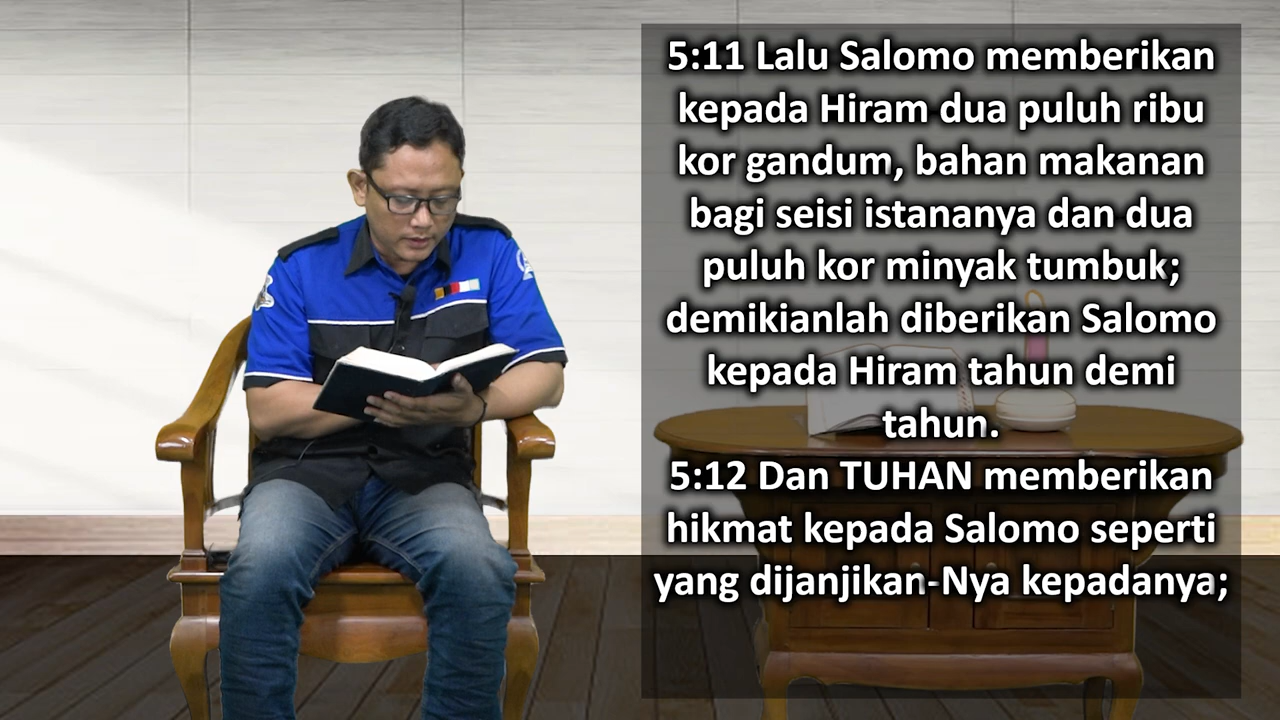 5:11 Lalu Salomo memberikan
kepada Hiram dua puluh ribu
kor gandum, bahan makanan
bagi seisi istananya dan dua
puluh kor minyak tumbuk;
demikianlah diberikan Salomo
kepada Hiram tahun demi
tahun.
5:12 Dan TUHAN memberikan
hikmat kepada Salomo seperti
yang dijanjikan-Nya kepadanya;